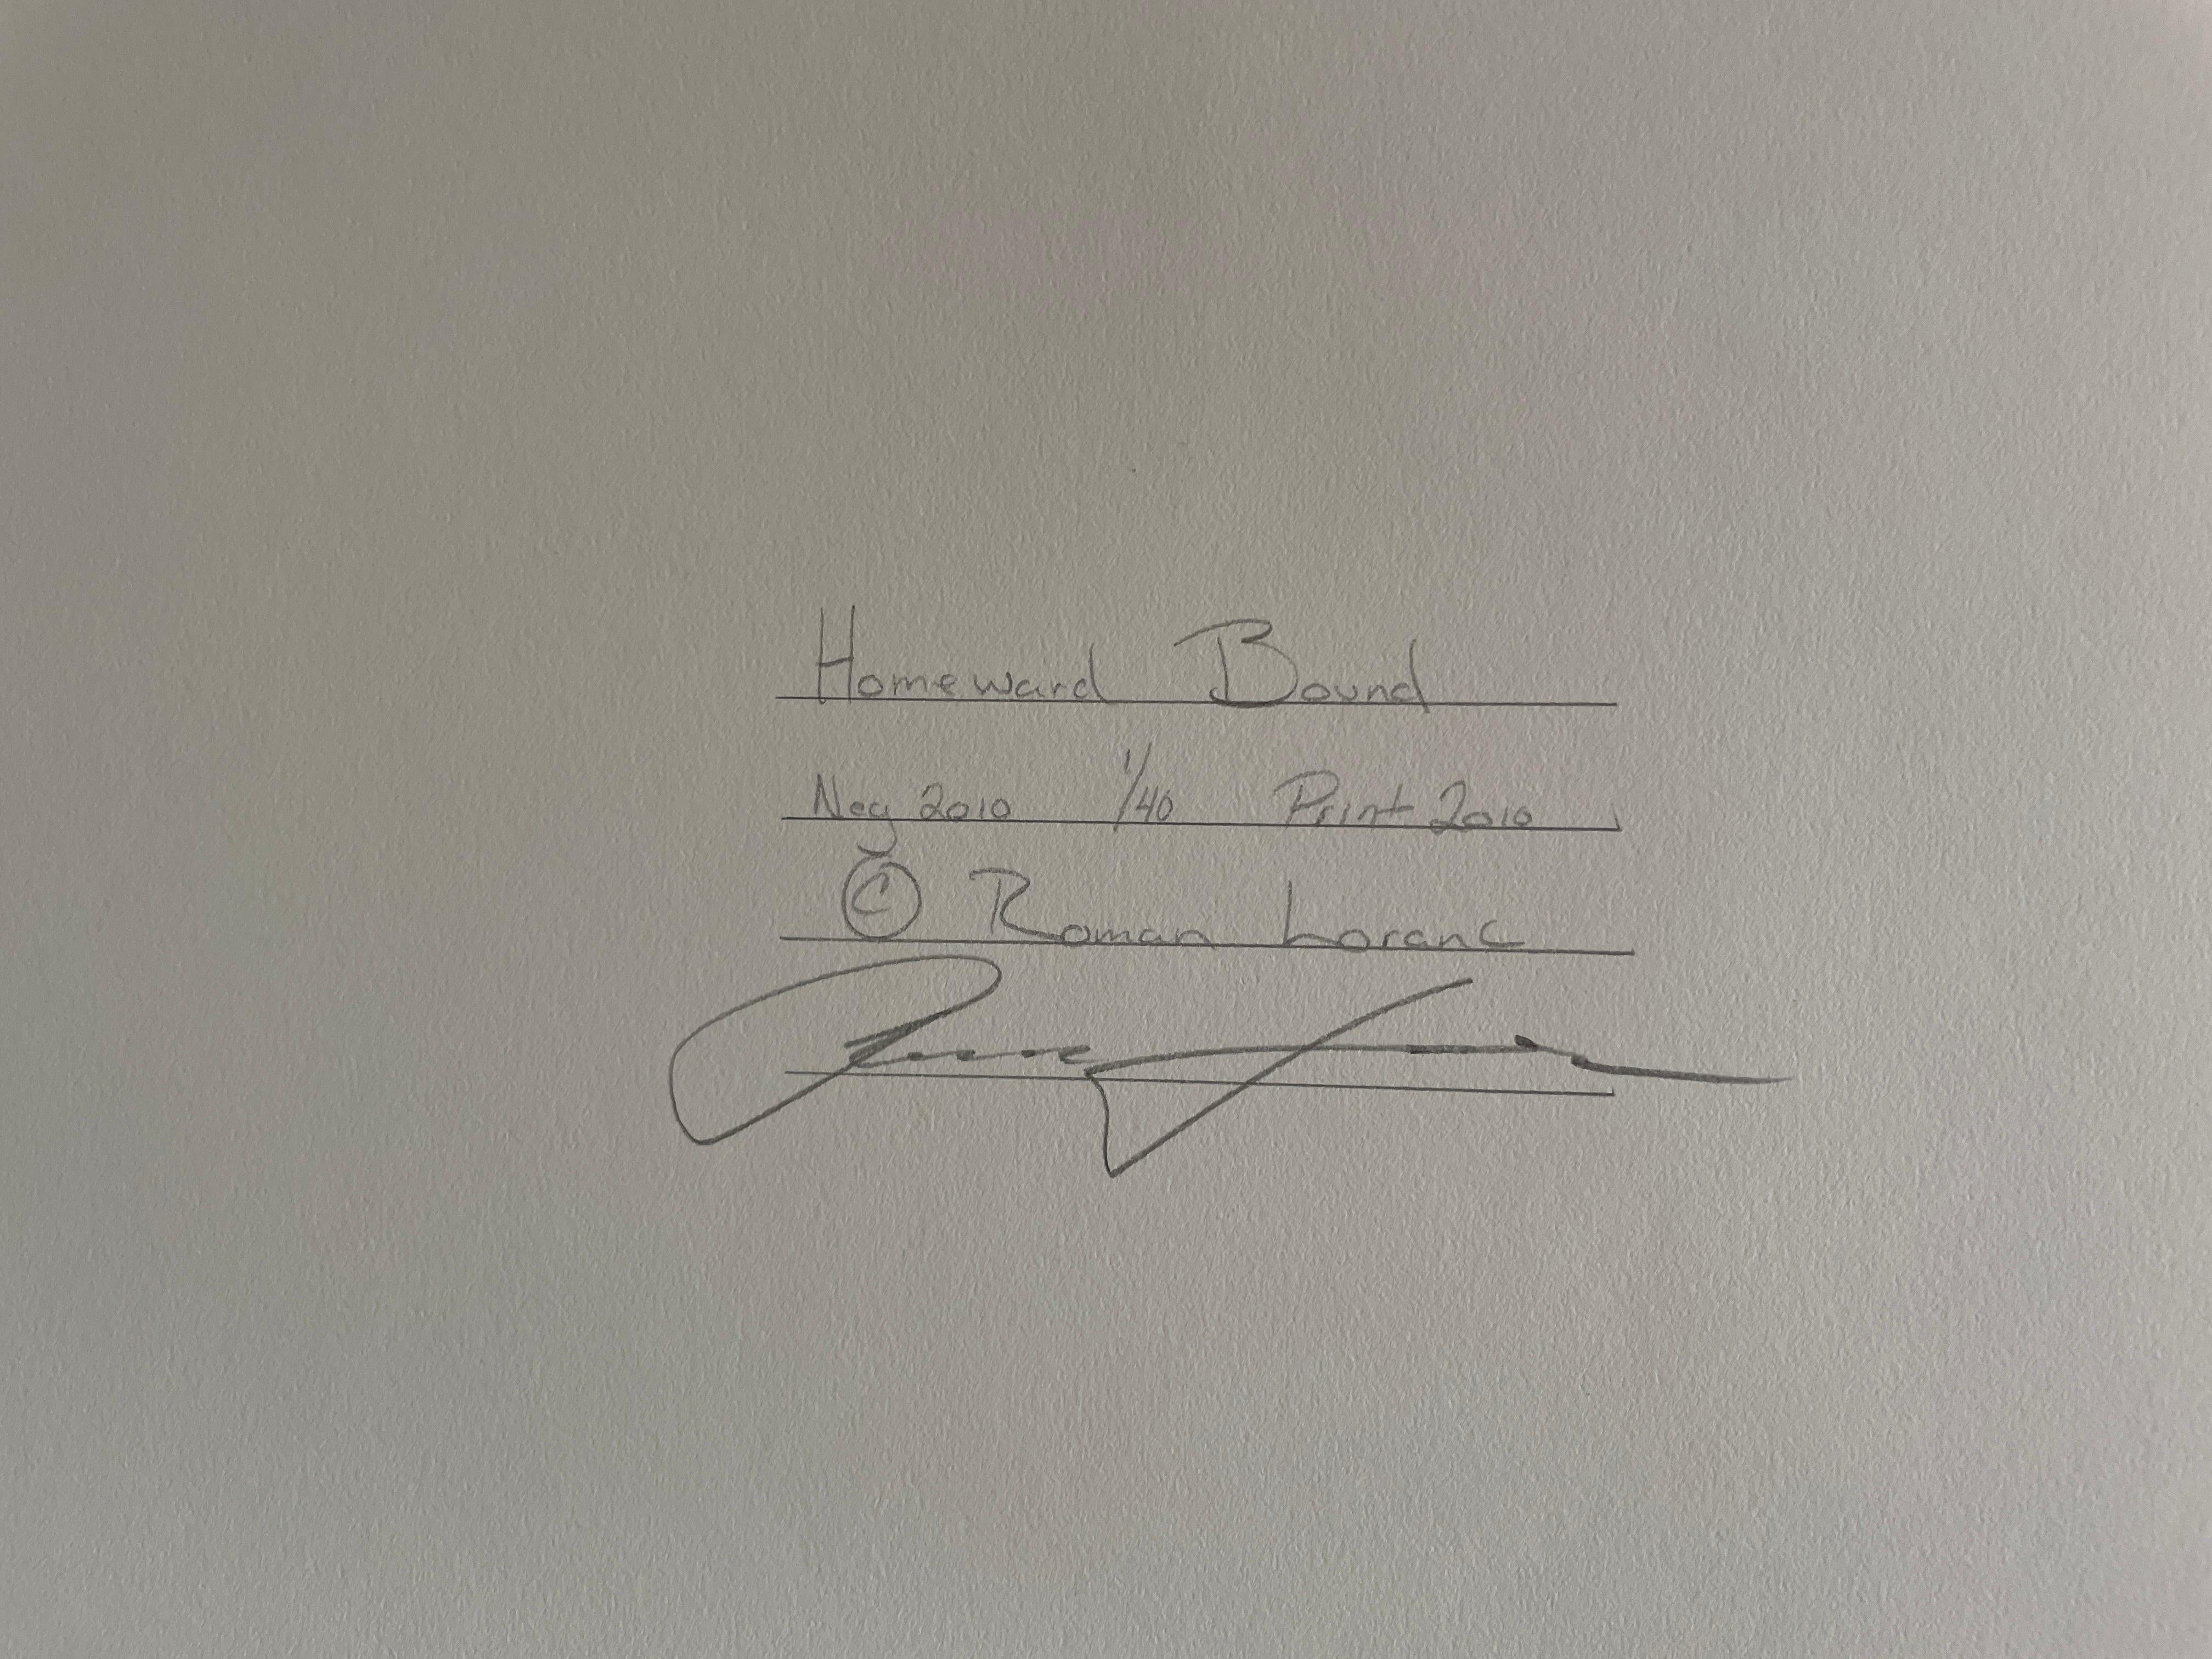 Homeward Bound
Neg 2010 1/40 Print 2010
© Roman Loranc